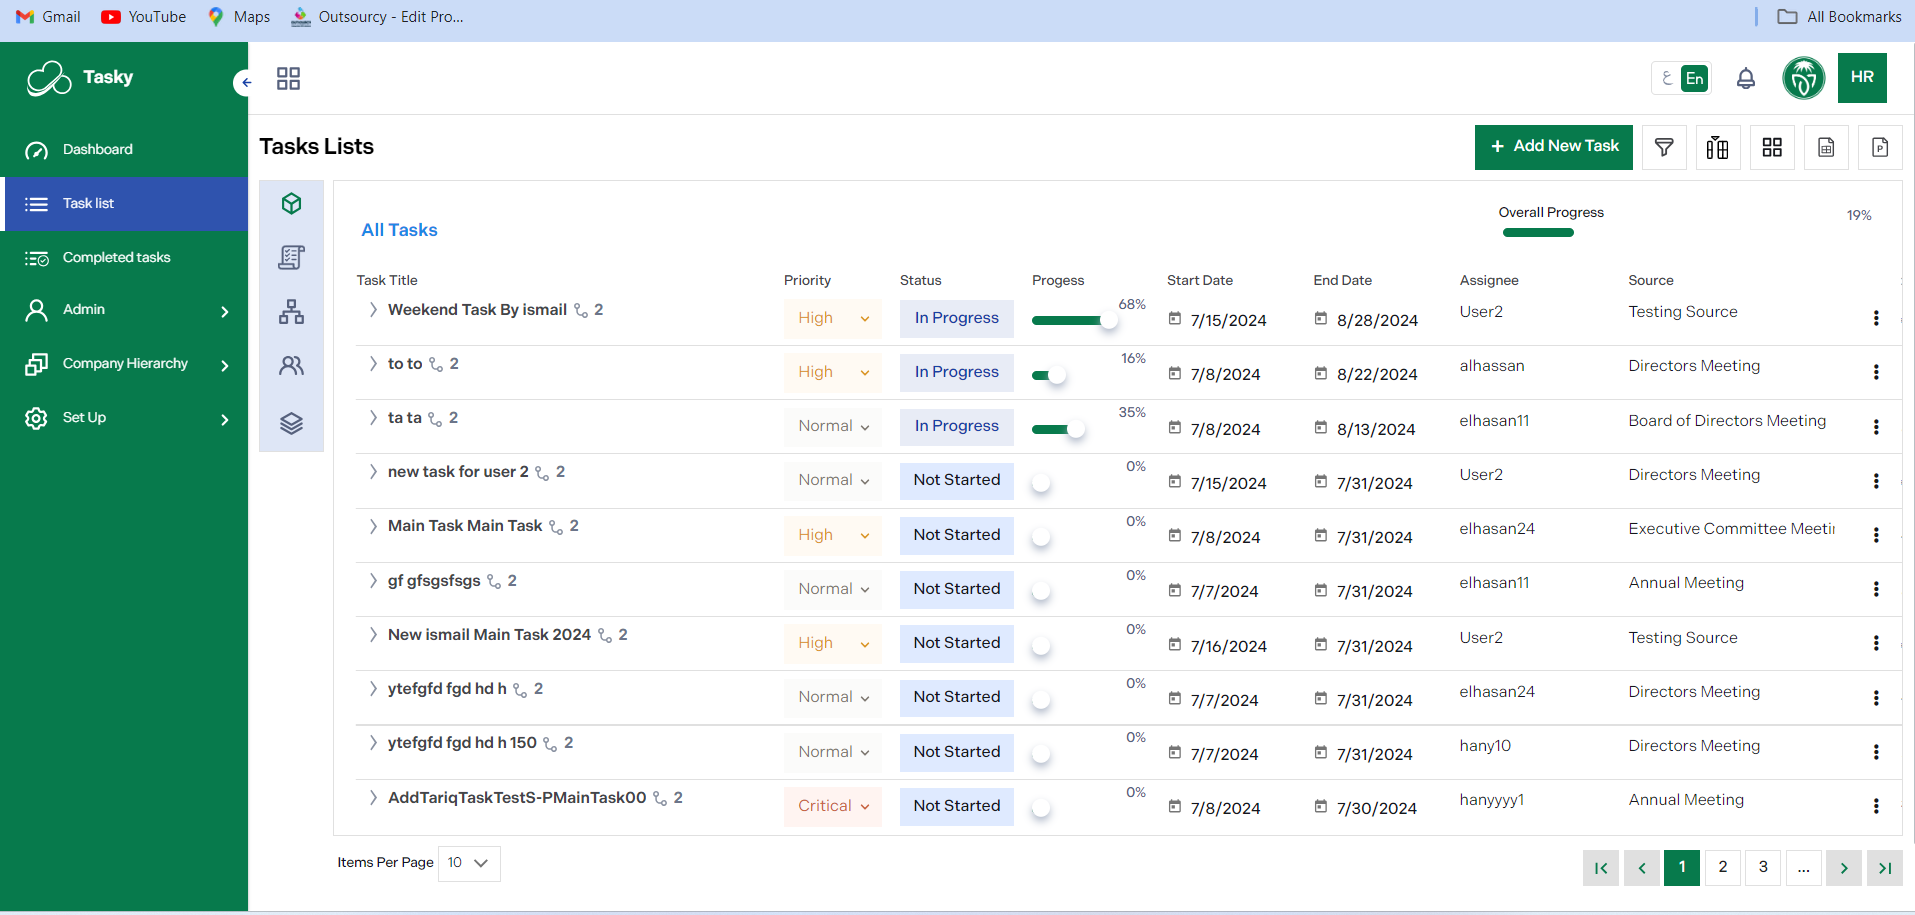 Gmail YouTube Maps Outsourcy - Edit Pro... All Bookmarks
Tasky
ع En HR
Dashboard
Task list
Completed tasks
Admin
Company Hierarchy
Set Up
Tasks Lists
+ Add New Task
All Tasks
Overall Progress 19%
Task Title Priority Status Progess Start Date End Date Assignee Source
Weekend Task By ismail 2 High In Progress 68% 7/15/2024 8/28/2024 User2 Testing Source
to to 2 High In Progress 16% 7/8/2024 8/22/2024 alhassan Directors Meeting
ta ta 2 Normal In Progress 35% 7/8/2024 8/13/2024 elhasan11 Board of Directors Meeting
new task for user 2 2 Normal Not Started 0% 7/15/2024 7/31/2024 User2 Directors Meeting
Main Task Main Task 2 High Not Started 0% 7/8/2024 7/31/2024 elhasan24 Executive Committee Meetin
gf gfsgsfsgs 2 Normal Not Started 0% 7/7/2024 7/31/2024 elhasan11 Annual Meeting
New ismail Main Task 2024 2 High Not Started 0% 7/16/2024 7/31/2024 User2 Testing Source
ytefgfd fgd hd h 2 Normal Not Started 0% 7/7/2024 7/31/2024 elhasan24 Directors Meeting
ytefgfd fgd hd h 150 2 Normal Not Started 0% 7/7/2024 7/31/2024 hany10 Directors Meeting
AddTariqTaskTestS-PMainTask00 2 Critical Not Started 0% 7/8/2024 7/30/2024 hanyyyy1 Annual Meeting
Items Per Page 10
1 2 3 ...